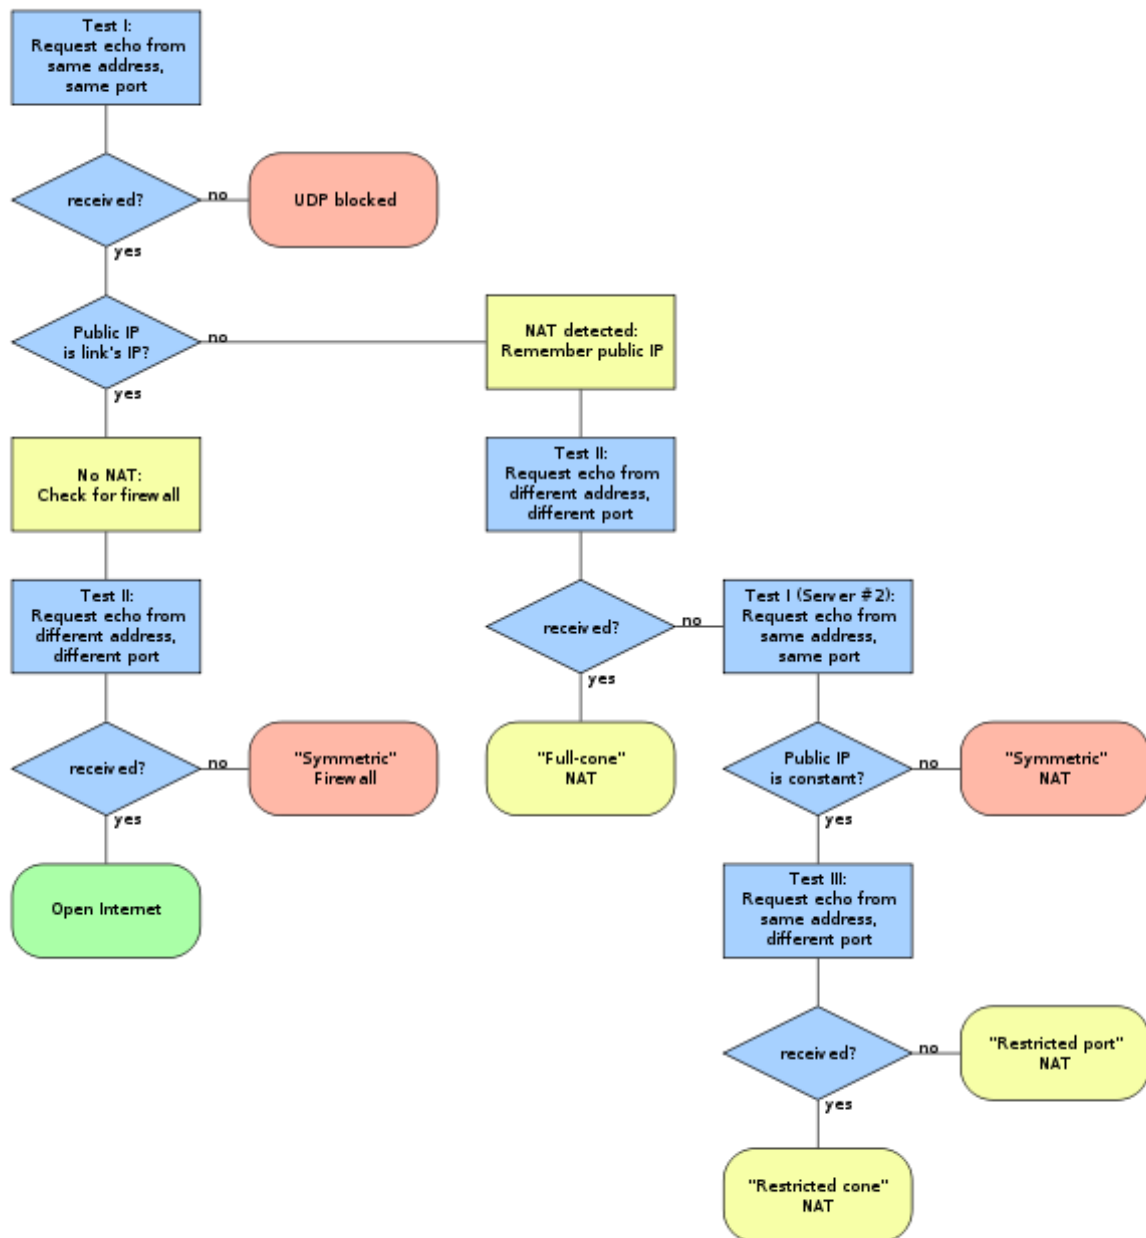 Test I:
Request echo from
same address,
same port
received?
no
UDP blocked
yes
Public IP
is link's IP?
no
NAT detected:
Remember public IP
yes
No NAT:
Check for firewall
Test II:
Request echo from
different address,
different port
Test II:
Request echo from
different address,
different port
received?
no
Test I (Server #2):
Request echo from
same address,
same port
yes
received?
no
"Symmetric"
Firewall
"Full-cone"
NAT
Public IP
is constant?
no
"Symmetric"
NAT
yes
yes
Open Internet
Test III:
Request echo from
same address,
different port
received?
no
"Restricted port"
NAT
yes
"Restricted cone"
NAT